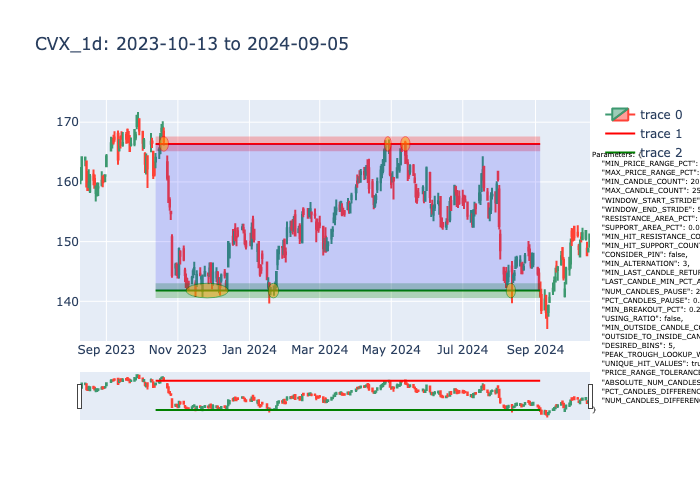 CVX_1d: 2023-10-13 to 2024-09-05
170
160
150
140
Sep 2023
Nov 2023
Jan 2024
Mar 2024
May 2024
Jul 2024
Sep 2024
trace 0
trace 1
trace 2
Parameters: {
"MIN_PRICE_RANGE_PCT":
"MAX_PRICE_RANGE_PCT":
"MIN_CANDLE_COUNT": 20
"MAX_CANDLE_COUNT": 25
"WINDOW_START_STRIDE"
"WINDOW_END_STRIDE": 5
"RESISTANCE_AREA_PCT":
"SUPPORT_AREA_PCT": 0.0
"MIN_HIT_RESISTANCE_CO
"MIN_HIT_SUPPORT_COUNT
"CONSIDER_PIN": false,
"MIN_ALTERNATION": 3,
"MIN_LAST_CANDLE_RETUR
"LAST_CANDLE_MIN_PCT_A
"NUM_CANDLES_PAUSE": 2
"PCT_CANDLES_PAUSE": 0.
"MIN_BREAKOUT_PCT": 0.2
"USING_RATIO": false,
"MIN_OUTSIDE_CANDLE_CO
"OUTSIDE_TO_INSIDE_CAN
"DESIRED_BINS": 5,
"PEAK_TROUGH_LOOKUP_W
"UNIQUE_HIT_VALUES": tru
"PRICE_RANGE_TOLERANC
"ABSOLUTE_NUM_CANDLES
"PCT_CANDLES_DIFFERENC
"NUM_CANDLES_DIFFERENC
}